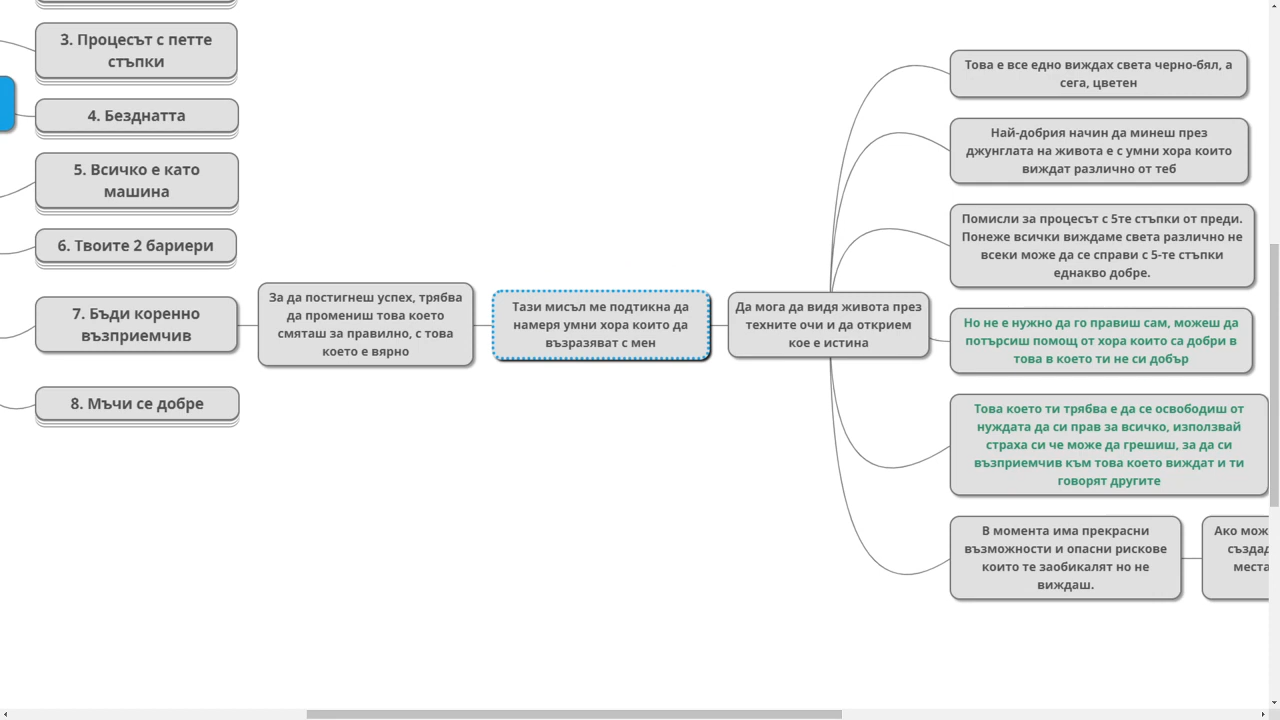 3. Процесът с петте
стъпки
4. Безднатта
5. Всичко е като
машина
6. Твоите 2 бариери
7. Бъди коренно
възприемчив
8. Мъчи се добре
За да постигнеш успех, трябва
да промениш това което
смяташ за правилно, с това
което е вярно
Тази мисъл ме подтикна да
намеря умни хора които да
възразяват с мен
Да мога да видя живота през
техните очи и да открием
кое е истина
Това е все едно виждах света черно-бял, а
сега, цветен
Най-добрия начин да минеш през
джунглата на живота е с умни хора които
виждат различно от теб
Помисли за процесът с 5те стъпки от преди.
Понеже всички виждаме света различно не
всеки може да се справи с 5-те стъпки
еднакво добре.
Но не е нужно да го правиш сам, можеш да
потърсиш помощ от хора които са добри в
това в което ти не си добър
Това което ти трябва е да се освободиш от
нуждата да си прав за всичко, използвай
страха си че може да грешиш, за да си
възприемчив към това което виждат и ти
говорят другите
В момента има прекрасни
възможности и опасни рискове
които те заобикалят но не
виждаш.
Ако мож
създад
места